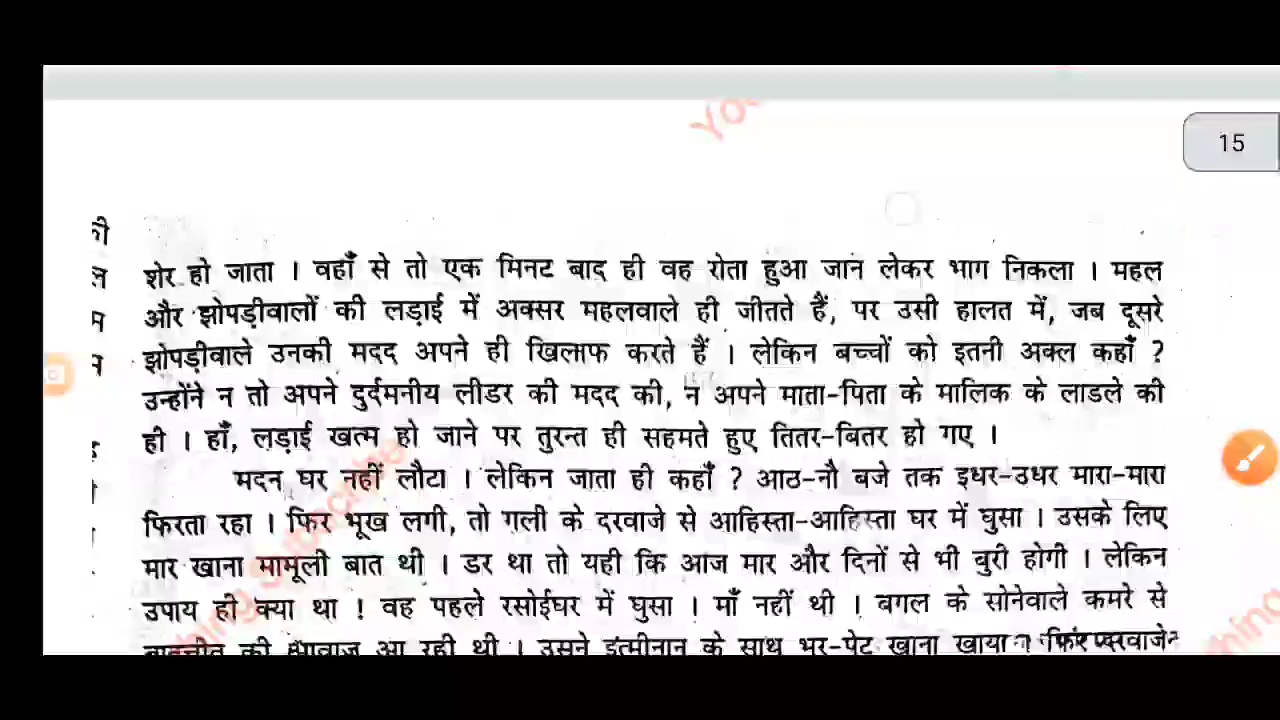 15
शेर हो जाता । वहाँ से तो एक मिनट बाद ही वह रोता हुआ जान लेकर भाग निकला । महल
और झोपड़ीवालों की लड़ाई में अक्सर महलवाले ही जीतते हैं, पर उसी हालत में, जब दूसरे
झोपड़ीवाले उनकी मदद अपने ही खिलाफ करते हैं । लेकिन बच्चों को इतनी अक्ल कहाँ ?
उन्होंने न तो अपने दुर्दमनीय लीडर की मदद की, न अपने माता-पिता के मालिक के लाडले की
ही । हाँ, लड़ाई खत्म हो जाने पर तुरन्त ही सहमते हुए तितर-बितर हो गए ।
मदन घर नहीं लौटा । लेकिन जाता ही कहाँ ? आठ-नौ बजे तक इधर-उधर मारा-मारा
फिरता रहा । फिर भूख लगी, तो गली के दरवाजे से आहिस्ता-आहिस्ता घर में घुसा । उसके लिए
मार खाना मामूली बात थी । डर था तो यही कि आज मार और दिनों से भी बुरी होगी । लेकिन
उपाय ही क्या था ! वह पहले रसोईघर में घुसा । माँ नहीं थी । बगल के सोनेवाले कमरे से
बातचीत की आवाज आ रही थी । उसने इत्मीनान के साथ भर-पेट खाना खाया । फिर दरवाजे